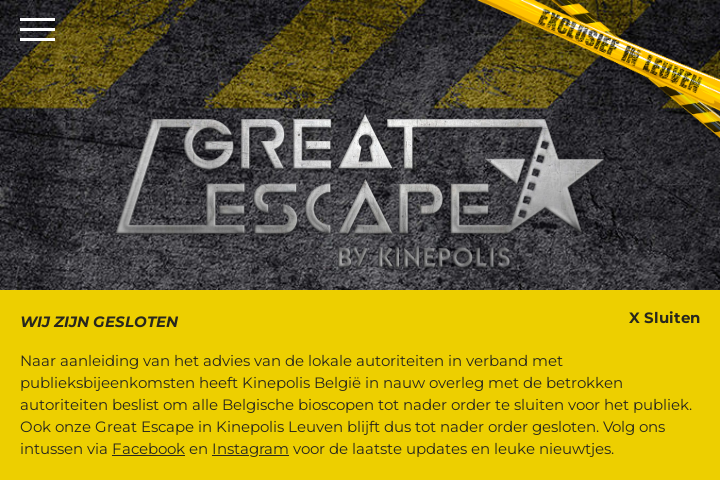 EXCLUSIEF IN LEUVEN
GREAT
ESCAPE
BY KINEPOLIS
WIJ ZIJN GESLOTEN
X Sluiten
Naar aanleiding van het advies van de lokale autoriteiten in verband met
publieksbijeenkomsten heeft Kinepolis België in nauw overleg met de betrokken
autoriteiten beslist om alle Belgische bioscopen tot nader order te sluiten voor het publiek.
Ook onze Great Escape in Kinepolis Leuven blijft dus tot nader order gesloten. Volg ons
intussen via Facebook en Instagram voor de laatste updates en leuke nieuwtjes.